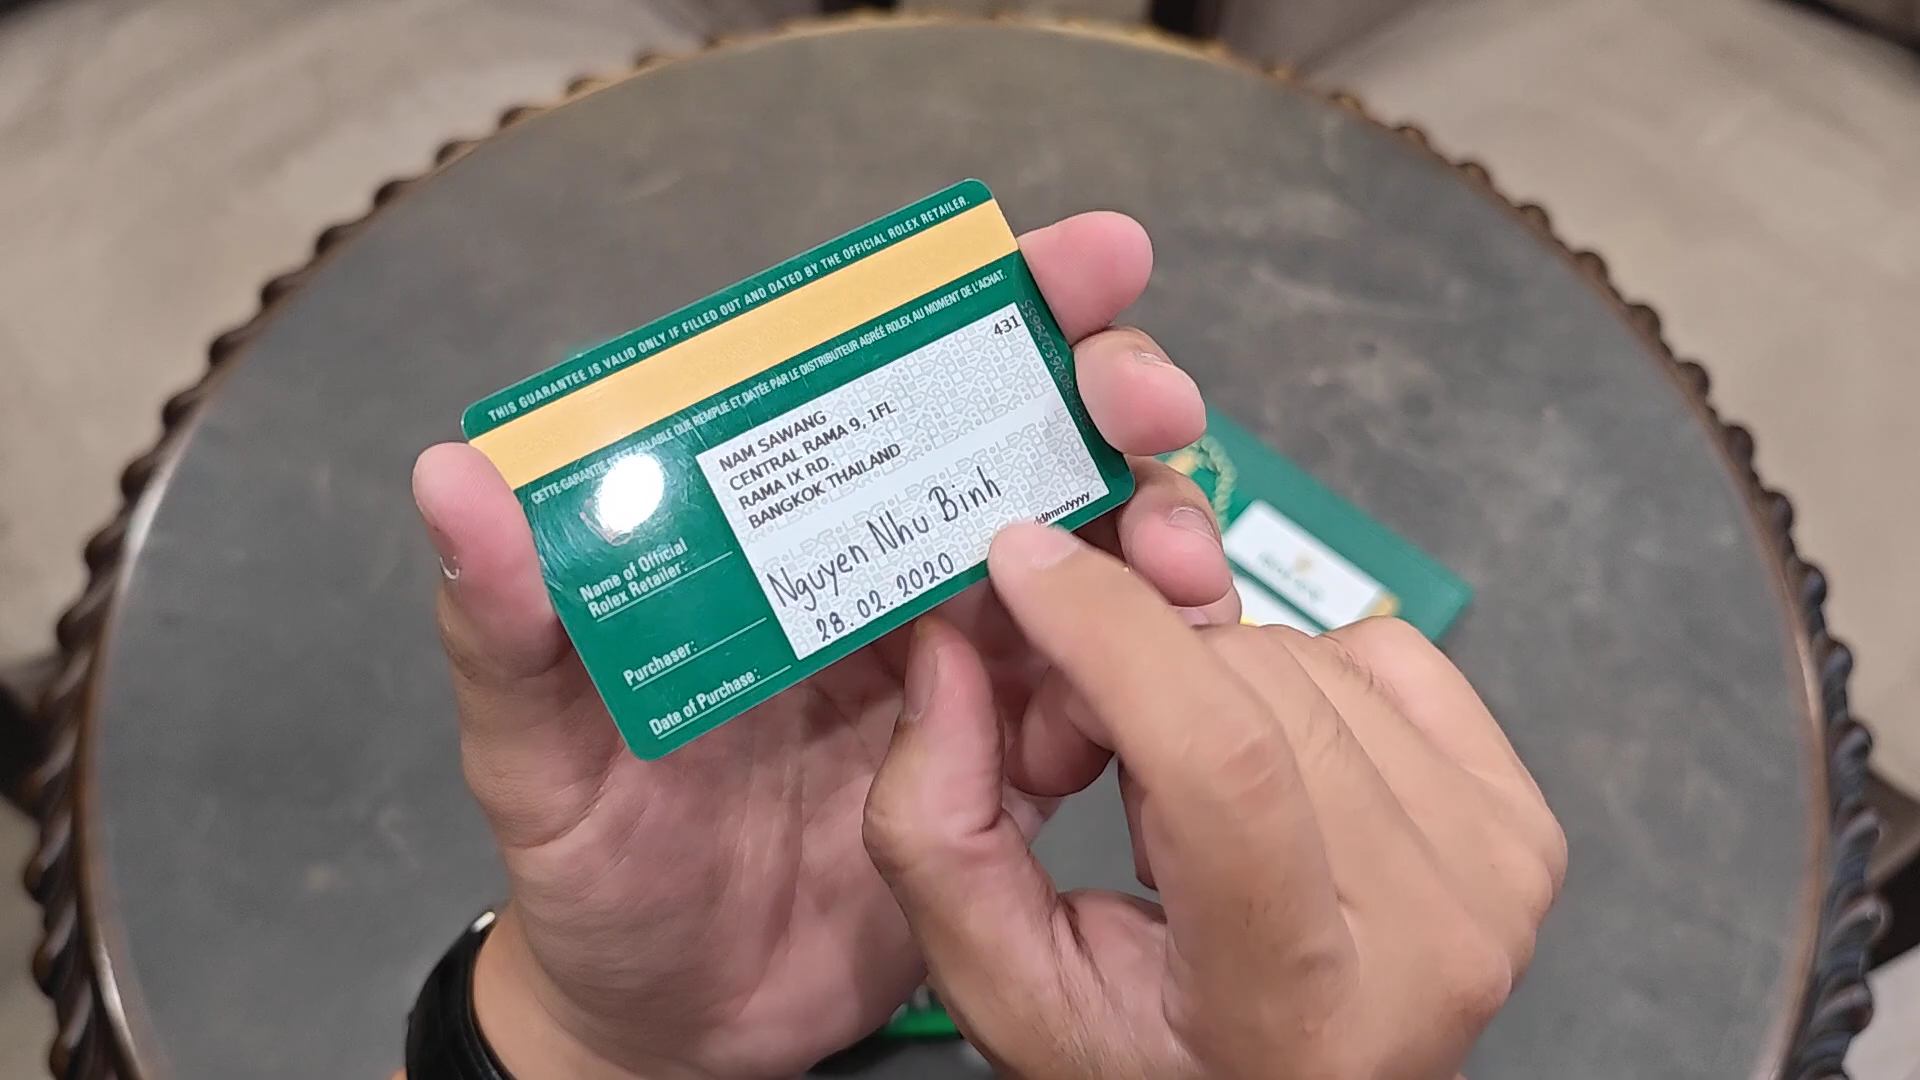 THIS GUARANTEE IS VALID ONLY IF FILLED OUT AND DATED BY THE OFFICIAL ROLEX RETAILER.
CETTE GARANTIE N'EST VALABLE QUE REMPLIE ET DATÉE PAR LE DISTRIBUTEUR AGRÉÉ ROLEX AU MOMENT DE L'ACHAT.
431
NAM SAWANG
CENTRAL RAMA 9, 1FL
RAMA IX RD.
BANGKOK THAILAND
Name of Official
Rolex Retailer:
Purchaser:
Nguyen Nhu Binh
Date of Purchase:
28.02.2020
dd/mm/yyyy